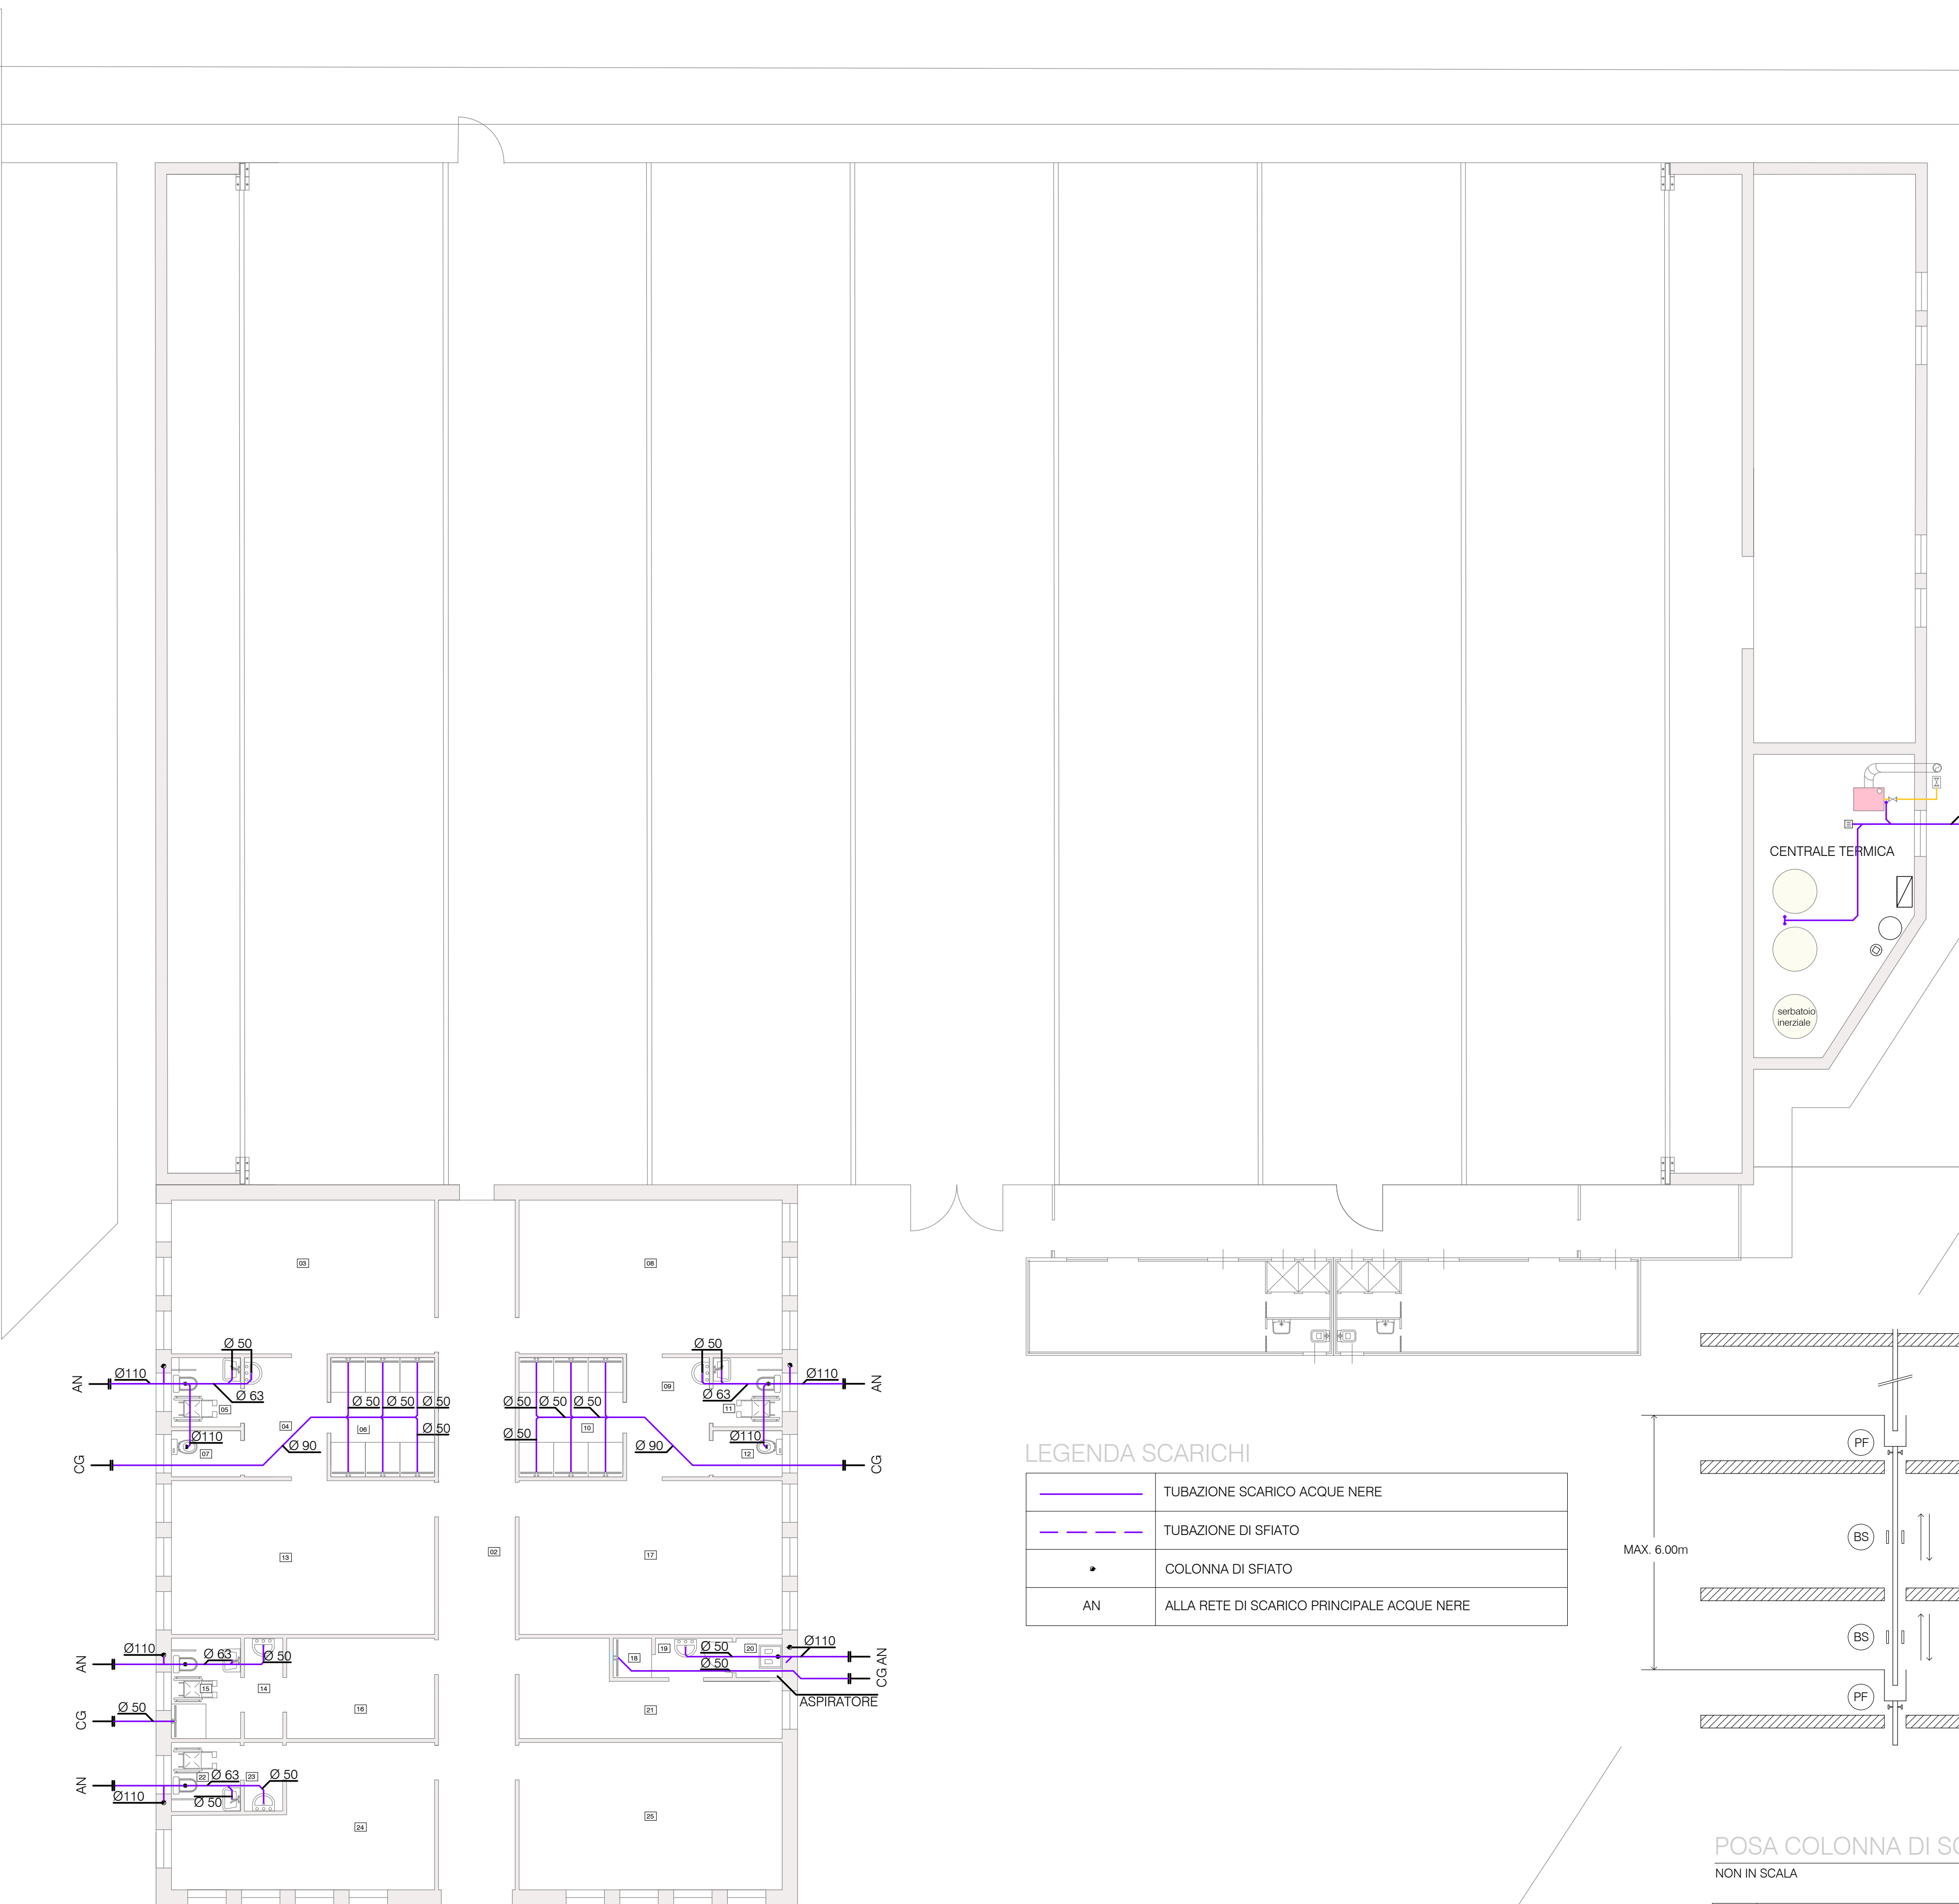 CENTRALE TERMICA
serbatoio
inerziale
03
08
Ø 50
Ø 50
AN
Ø110
Ø 63
Ø 63
Ø110
AN
05
04
06
07
Ø 50
Ø 50
Ø 50
Ø 50
Ø110
Ø 90
CG
Ø 50
Ø 50
Ø 50
Ø 50
09
10
11
12
Ø110
Ø 90
CG
13
02
17
Ø110
AN
Ø 63
Ø 50
15
14
16
Ø 50
CG
18
19
20
Ø 50
Ø 50
Ø110
CG AN
ASPIRATORE
21
22
23
Ø 63
Ø 50
AN
Ø110
Ø 50
24
25
LEGENDA SCARICHI
TUBAZIONE SCARICO ACQUE NERE
TUBAZIONE DI SFIATO
COLONNA DI SFIATO
AN ALLA RETE DI SCARICO PRINCIPALE ACQUE NERE
MAX. 6.00m
PF
BS
BS
PF
POSA COLONNA DI
NON IN SCALA